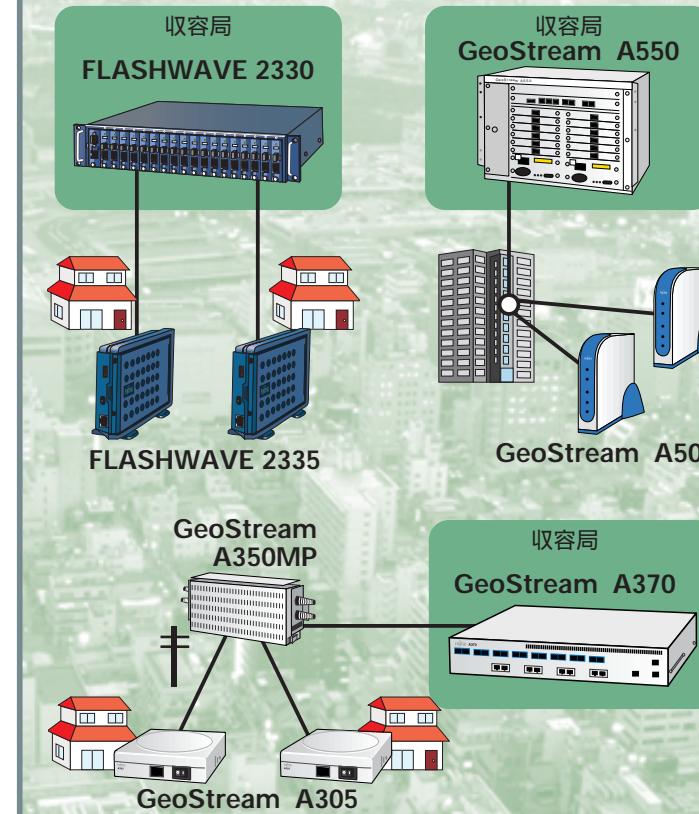 収容局
FLASHWAVE 2330
収容局
GeoStream A550
FLASHWAVE 2335
GeoStream A50
GeoStream
A350MP
収容局
GeoStream A370
GeoStream A305